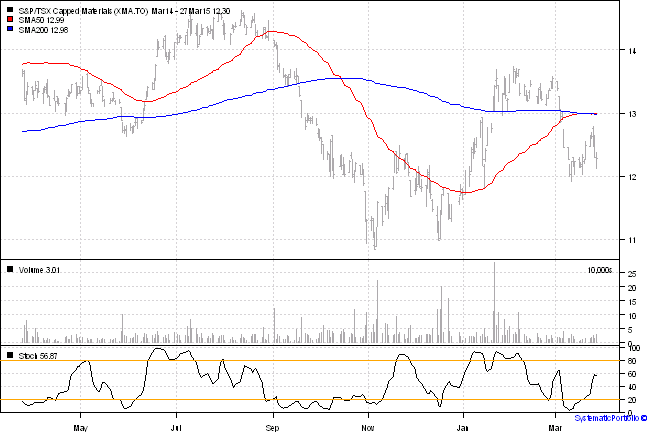 S&P/TSX Capped Materials (XMA.TO) Mar14 - 27Mar15 12.30
SMA50 12.99
SMA200 12.98
14
13
12
11
Volume 3.01
10,000s
25
20
15
10
5
0
Stoch 56.87
100
80
60
40
20
0
May Jul Sep Nov Jan Mar
SystematicPortfolio ©